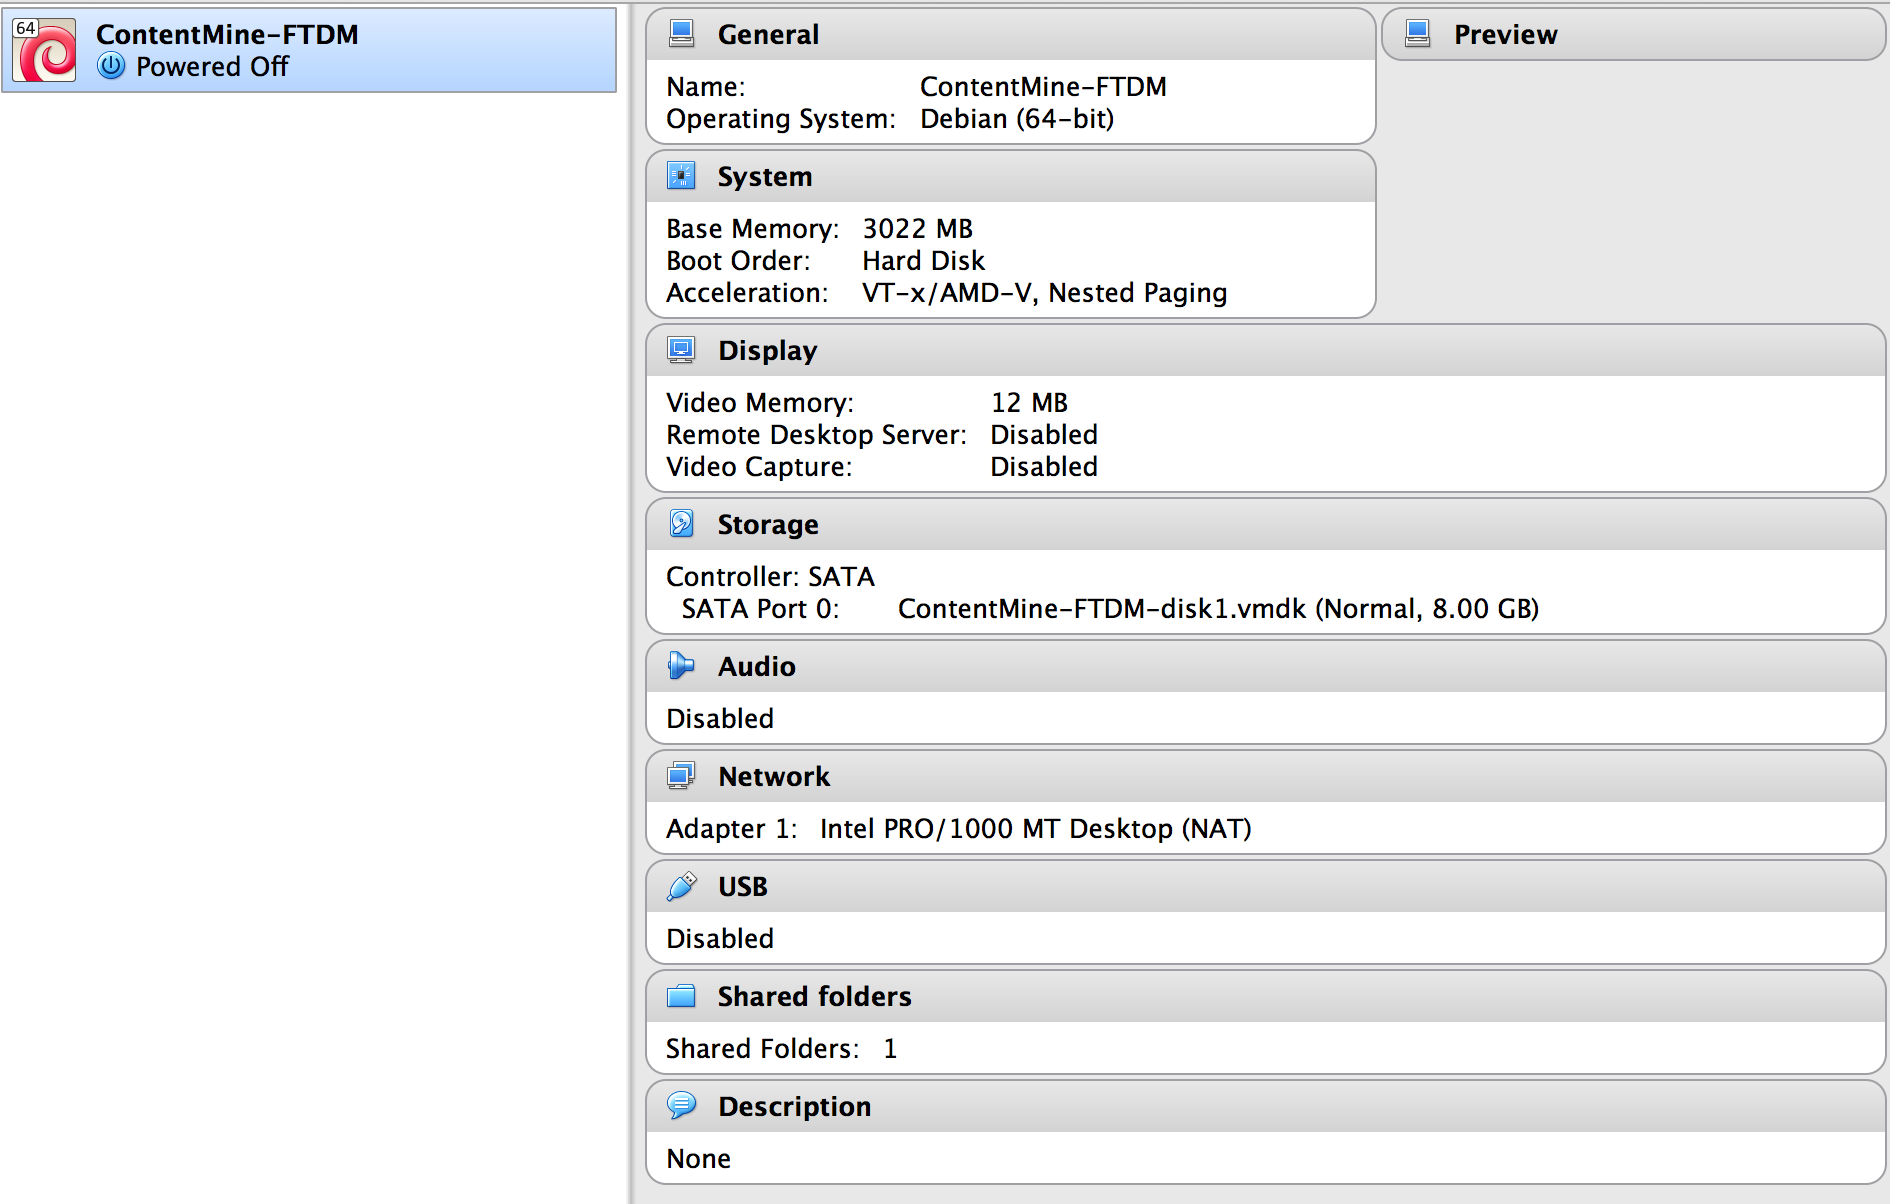 64
ContentMine-FTDM
Powered Off
General
Name: ContentMine-FTDM
Operating System: Debian (64-bit)
Preview
System
Base Memory: 3022 MB
Boot Order: Hard Disk
Acceleration: VT-x/AMD-V, Nested Paging
Display
Video Memory: 12 MB
Remote Desktop Server: Disabled
Video Capture: Disabled
Storage
Controller: SATA
SATA Port 0: ContentMine-FTDM-disk1.vmdk (Normal, 8.00 GB)
Audio
Disabled
Network
Adapter 1: Intel PRO/1000 MT Desktop (NAT)
USB
Disabled
Shared folders
Shared Folders: 1
Description
None